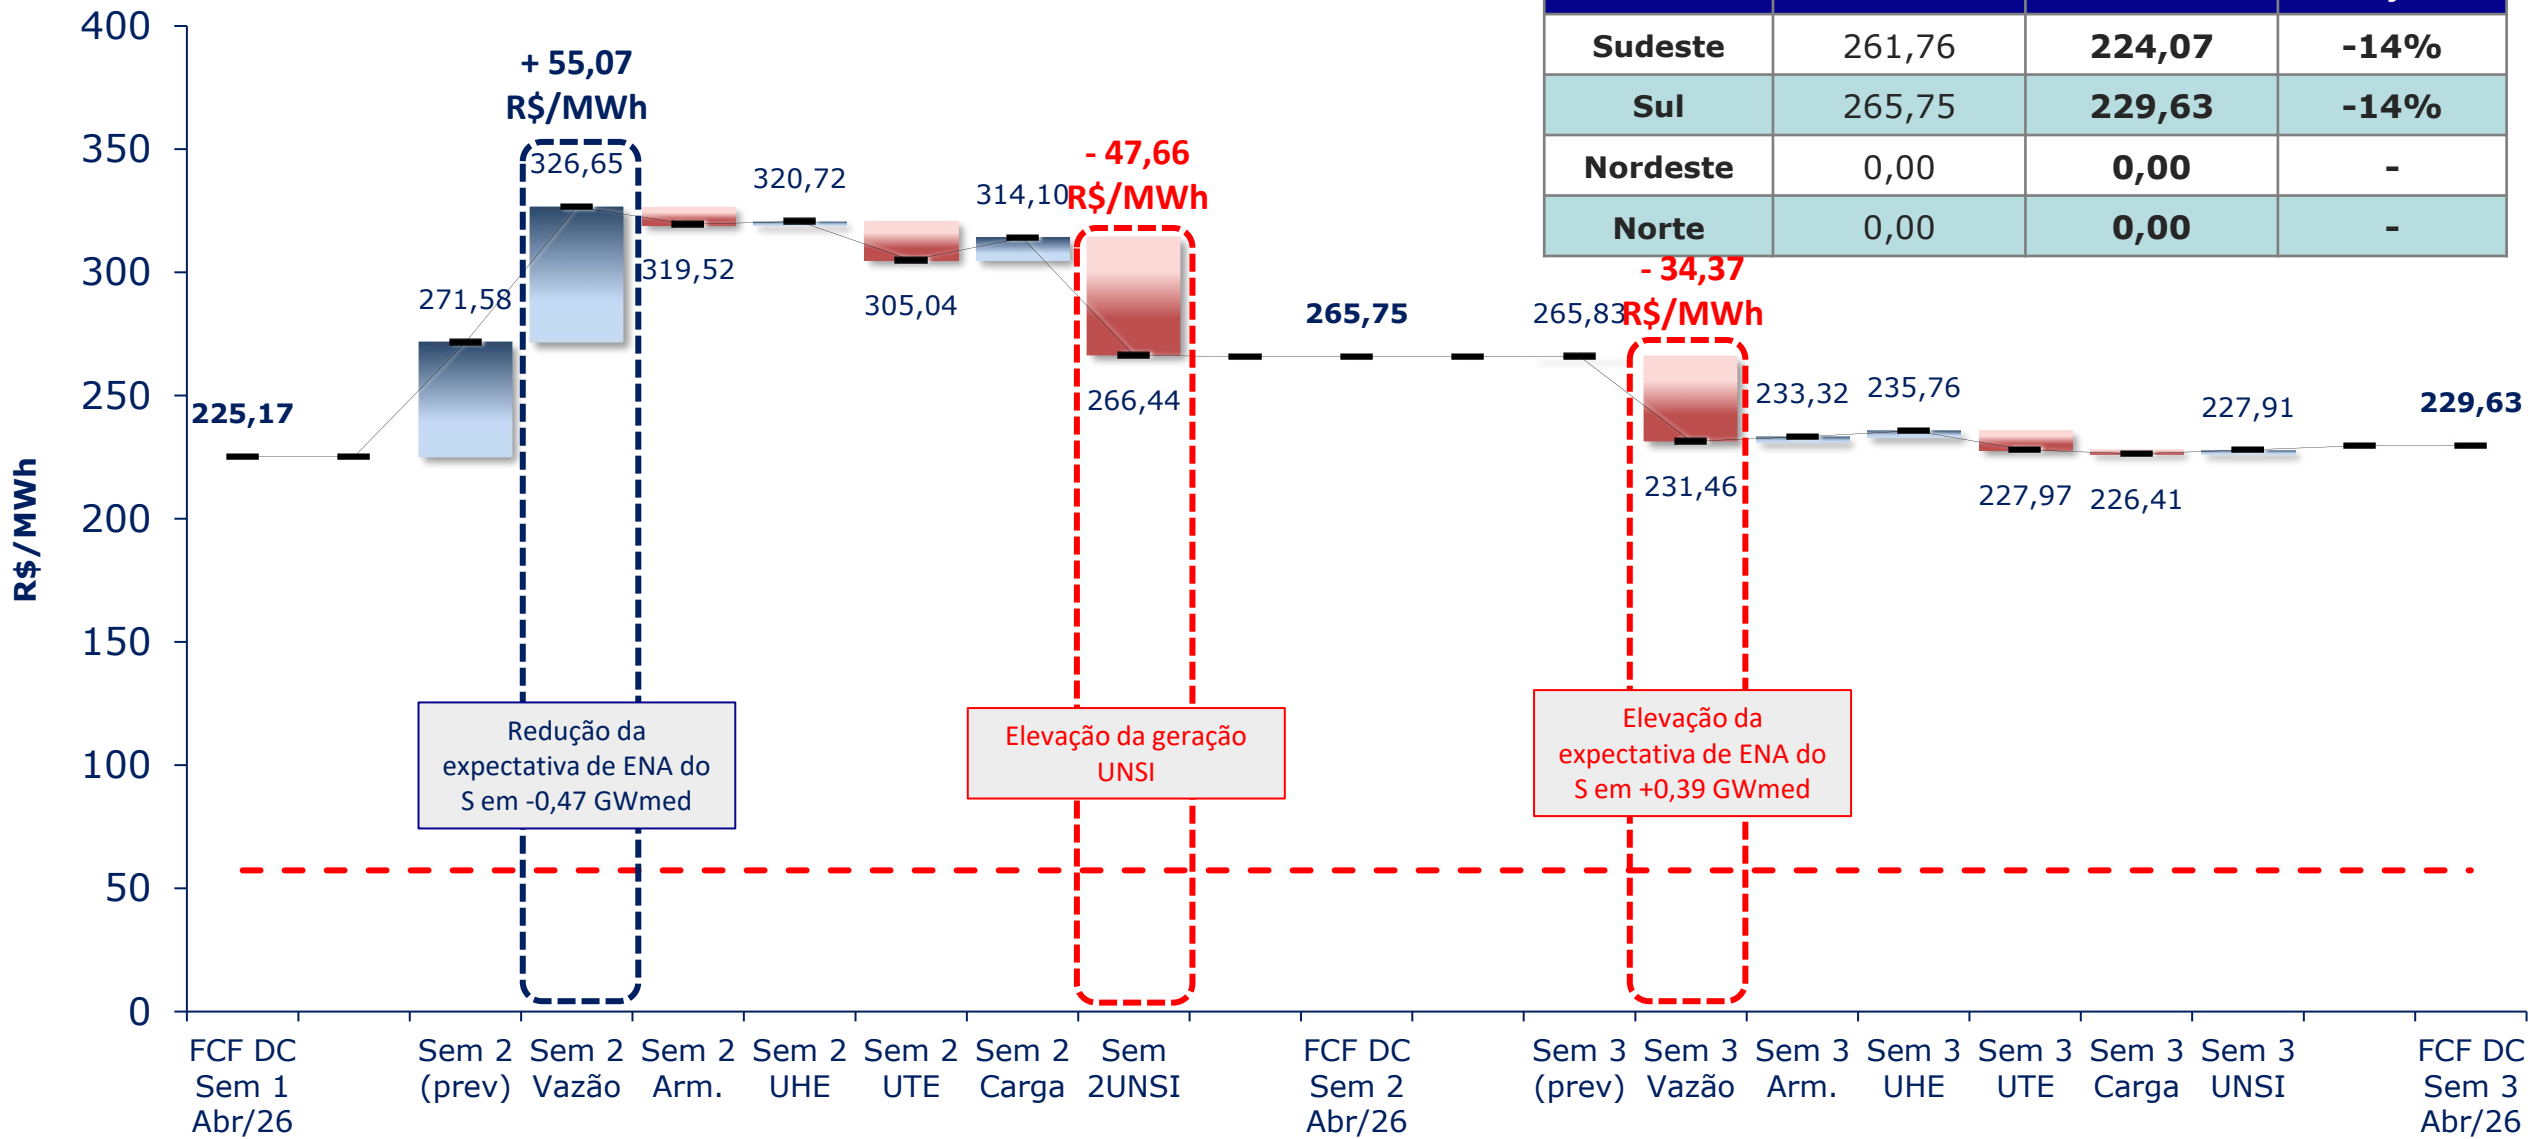 400
350
300
250
200
150
100
50
0
R$/MWh
+ 55,07
R$/MWh
- 47,66
R$/MWh
- 34,37
R$/MWh
225,17
271,58
326,65
319,52
320,72
305,04
314,10
266,44
265,75
265,83
231,46
233,32
235,76
227,97
226,41
227,91
229,63
Sudeste 261,76 224,07 -14%
Sul 265,75 229,63 -14%
Nordeste 0,00 0,00 -
Norte 0,00 0,00 -
Redução da
expectativa de ENA do
S em -0,47 GWmed
Elevação da geração
UNSI
Elevação da
expectativa de ENA do
S em +0,39 GWmed
FCF DC
Sem 1
Abr/26
Sem 2
(prev)
Sem 2
Vazão
Sem 2
Arm.
Sem 2
UHE
Sem 2
UTE
Sem 2
Carga
Sem
2UNSI
FCF DC
Sem 2
Abr/26
Sem 3
(prev)
Sem 3
Vazão
Sem 3
Arm.
Sem 3
UHE
Sem 3
UTE
Sem 3
Carga
Sem 3
UNSI
FCF DC
Sem 3
Abr/26